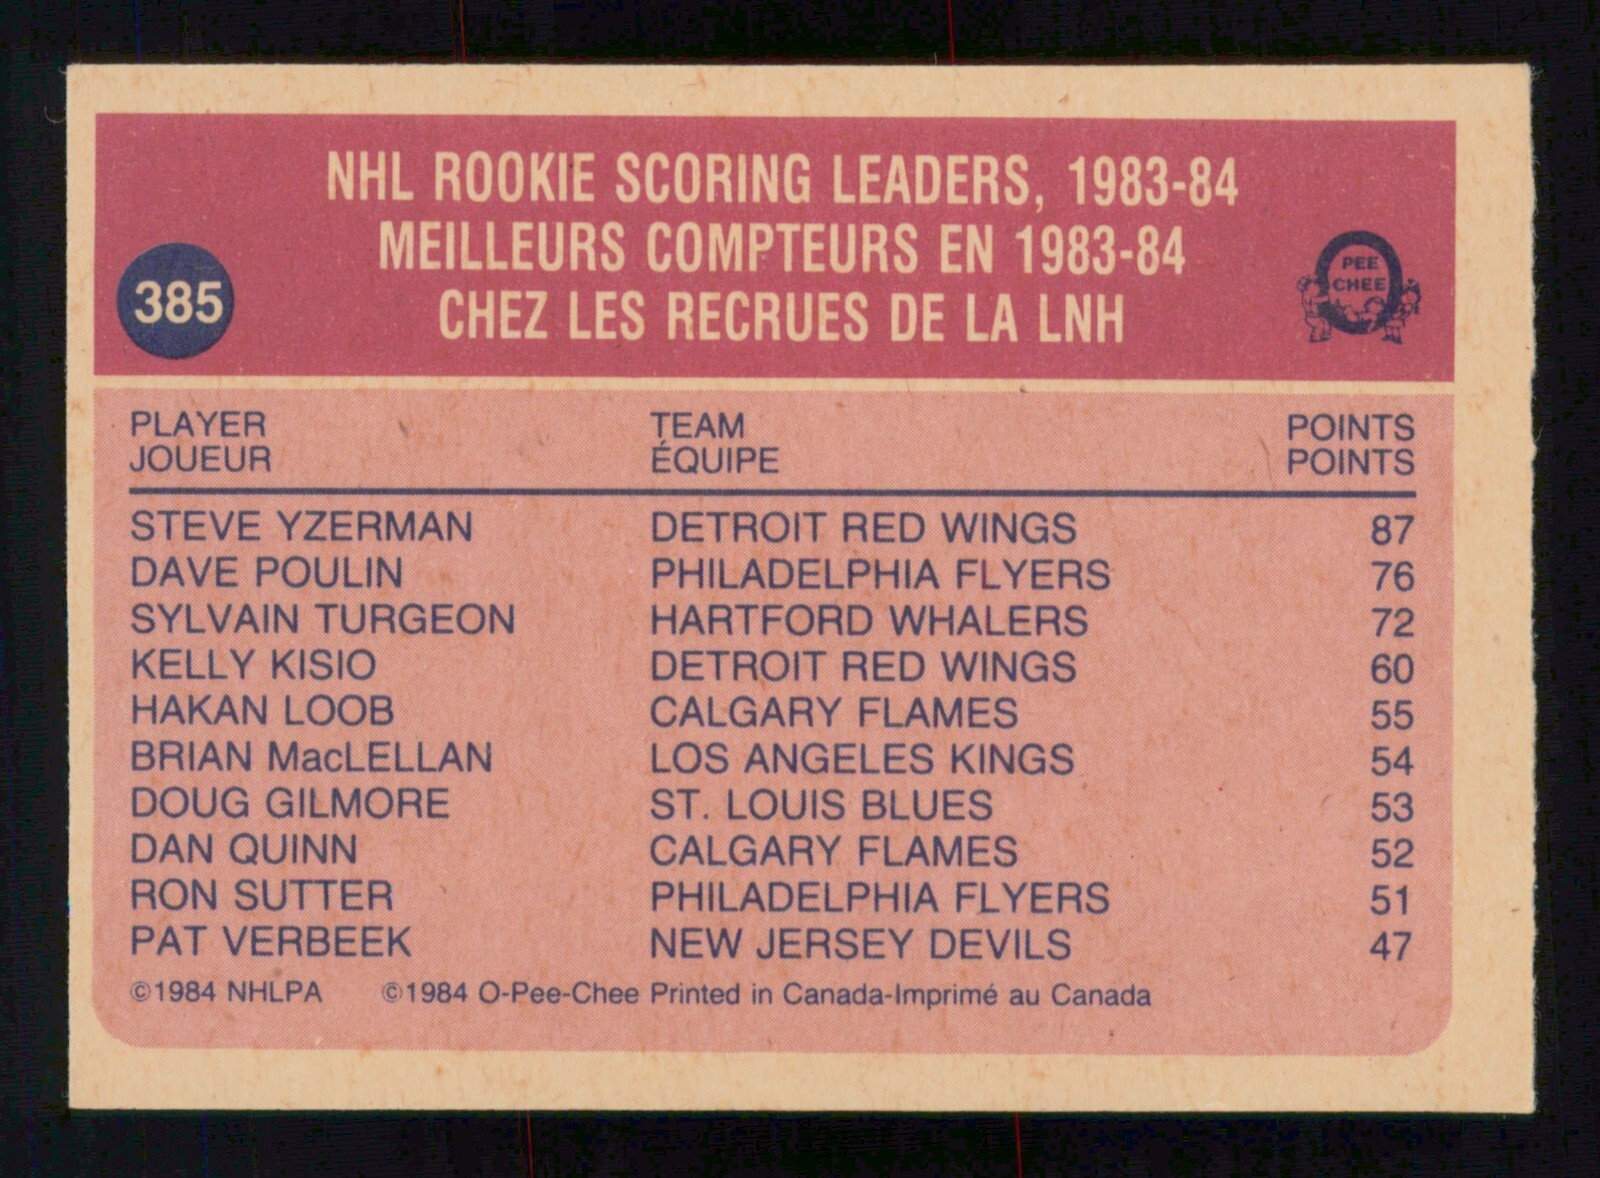 NHL ROOKIE SCORING LEADERS, 1983-84
MEILLEURS COMPTEURS EN 1983-84
CHEZ LES RECRUES DE LA LNH
385
PEE
CHEE
PLAYER TEAM POINTS
JOUEUR ÉQUIPE POINTS
STEVE YZERMAN DETROIT RED WINGS 87
DAVE POULIN PHILADELPHIA FLYERS 76
SYLVAIN TURGEON HARTFORD WHALERS 72
KELLY KISIO DETROIT RED WINGS 60
HAKAN LOOB CALGARY FLAMES 55
BRIAN MacLELLAN LOS ANGELES KINGS 54
DOUG GILMORE ST. LOUIS BLUES 53
DAN QUINN CALGARY FLAMES 52
RON SUTTER PHILADELPHIA FLYERS 51
PAT VERBEEK NEW JERSEY DEVILS 47
©1984 NHLPA ©1984 O-Pee-Chee Printed in Canada-Imprimé au Canada